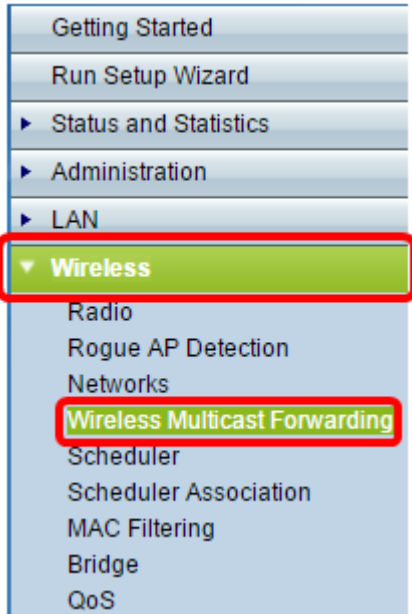 Getting Started
Run Setup Wizard
Status and Statistics
Administration
LAN
Wireless
Radio
Rogue AP Detection
Networks
Wireless Multicast Forwarding
Scheduler
Scheduler Association
MAC Filtering
Bridge
QoS